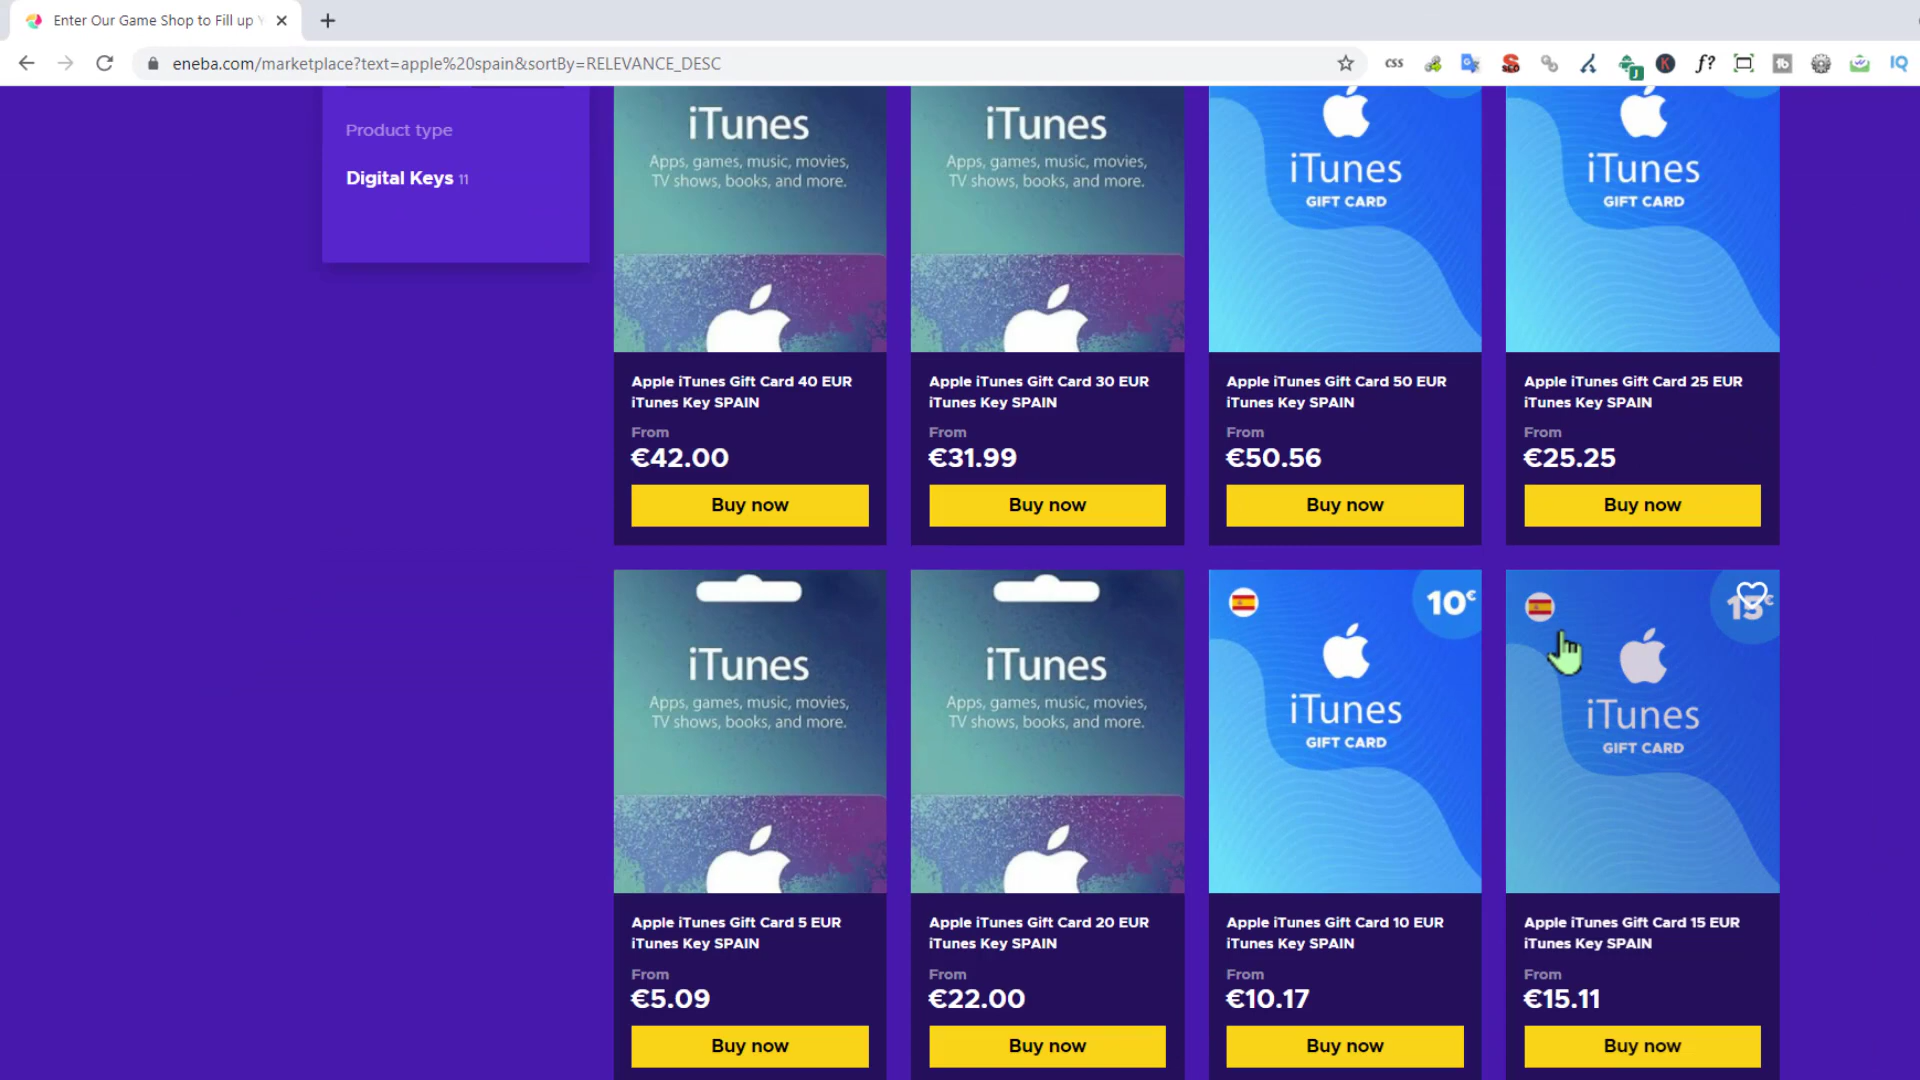 Enter Our Game Shop to Fill up
eneba.com/marketplace?text=apple%20spain&sortBy=RELEVANCE_DESC
css
SEO
J
K
f?
tb
IQ
Product type
Digital Keys 11
iTunes
Apps, games, music, movies,
TV shows, books, and more.
Apple iTunes Gift Card 40 EUR
iTunes Key SPAIN
From
€42.00
Buy now
iTunes
Apps, games, music, movies,
TV shows, books, and more.
Apple iTunes Gift Card 30 EUR
iTunes Key SPAIN
From
€31.99
Buy now
iTunes
GIFT CARD
Apple iTunes Gift Card 50 EUR
iTunes Key SPAIN
From
€50.56
Buy now
iTunes
GIFT CARD
Apple iTunes Gift Card 25 EUR
iTunes Key SPAIN
From
€25.25
Buy now
iTunes
Apps, games, music, movies,
TV shows, books, and more.
Apple iTunes Gift Card 5 EUR
iTunes Key SPAIN
From
€5.09
Buy now
iTunes
Apps, games, music, movies,
TV shows, books, and more.
Apple iTunes Gift Card 20 EUR
iTunes Key SPAIN
From
€22.00
Buy now
10€
iTunes
GIFT CARD
Apple iTunes Gift Card 10 EUR
iTunes Key SPAIN
From
€10.17
Buy now
15€
iTunes
GIFT CARD
Apple iTunes Gift Card 15 EUR
iTunes Key SPAIN
From
€15.11
Buy now